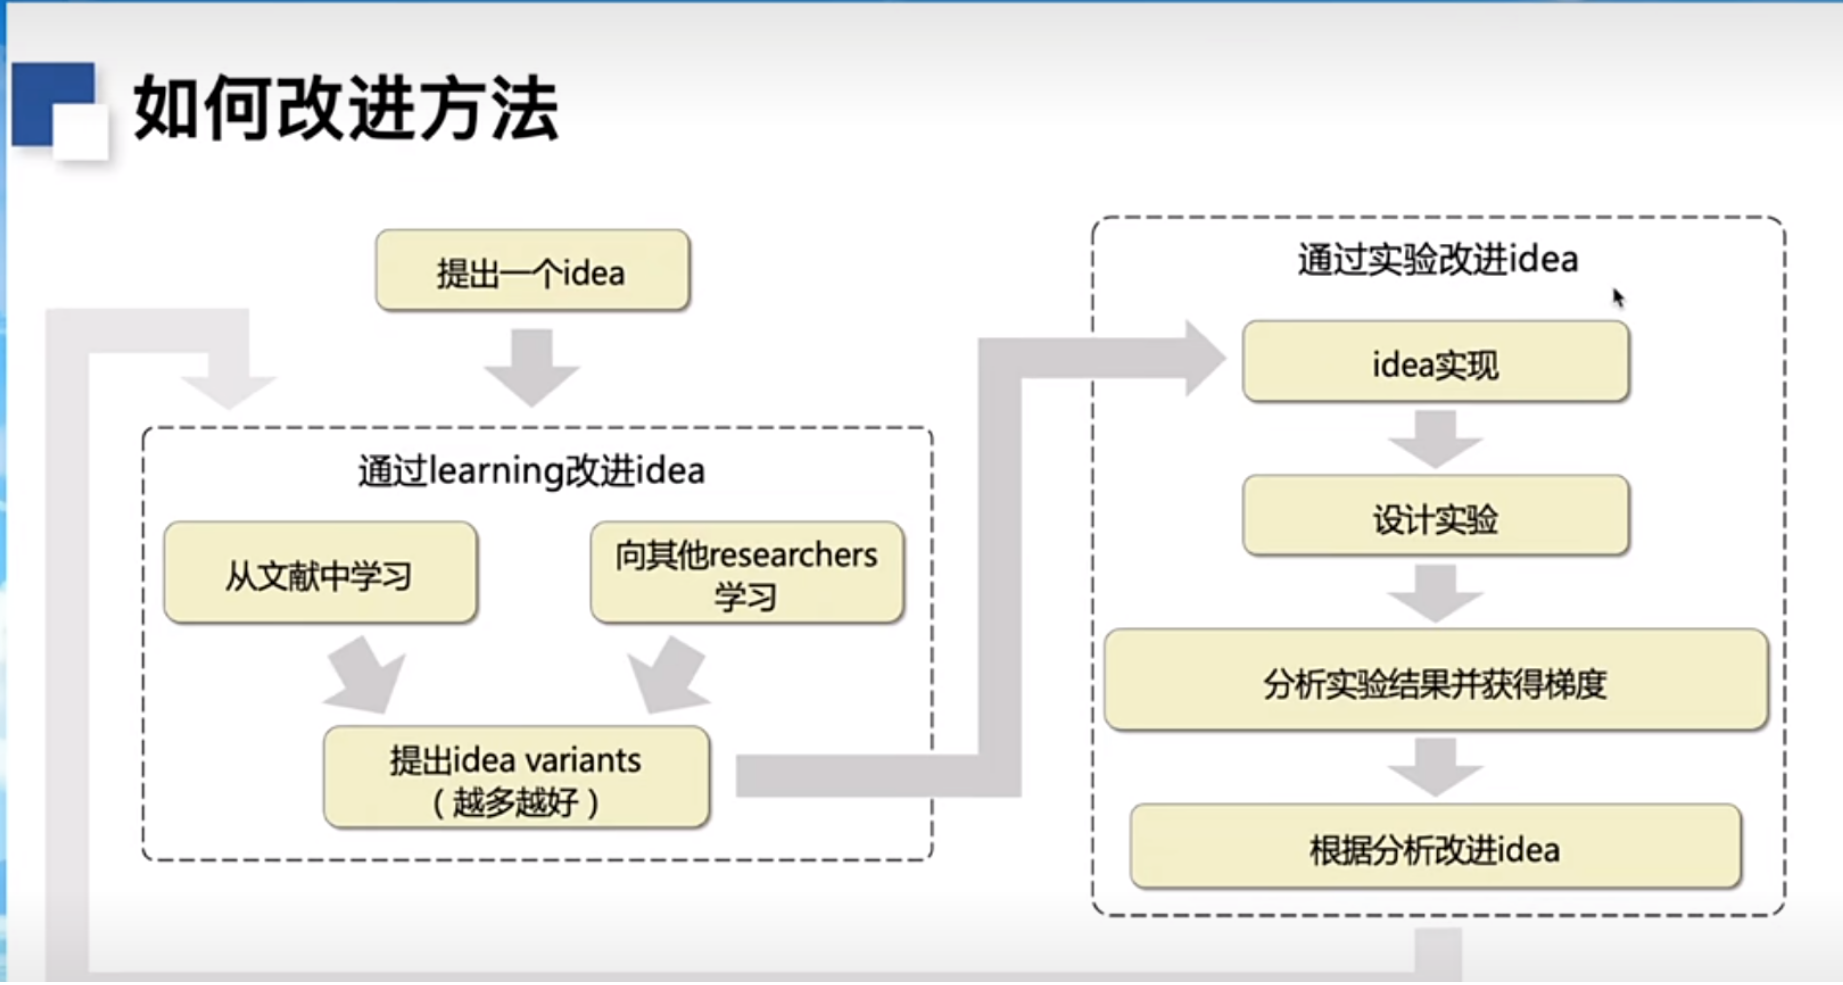 如何改进方法
提出一个idea
通过learning改进idea
从文献中学习
向其他researchers
学习
提出idea variants
（越多越好）
通过实验改进idea
idea实现
设计实验
分析实验结果并获得梯度
根据分析改进idea